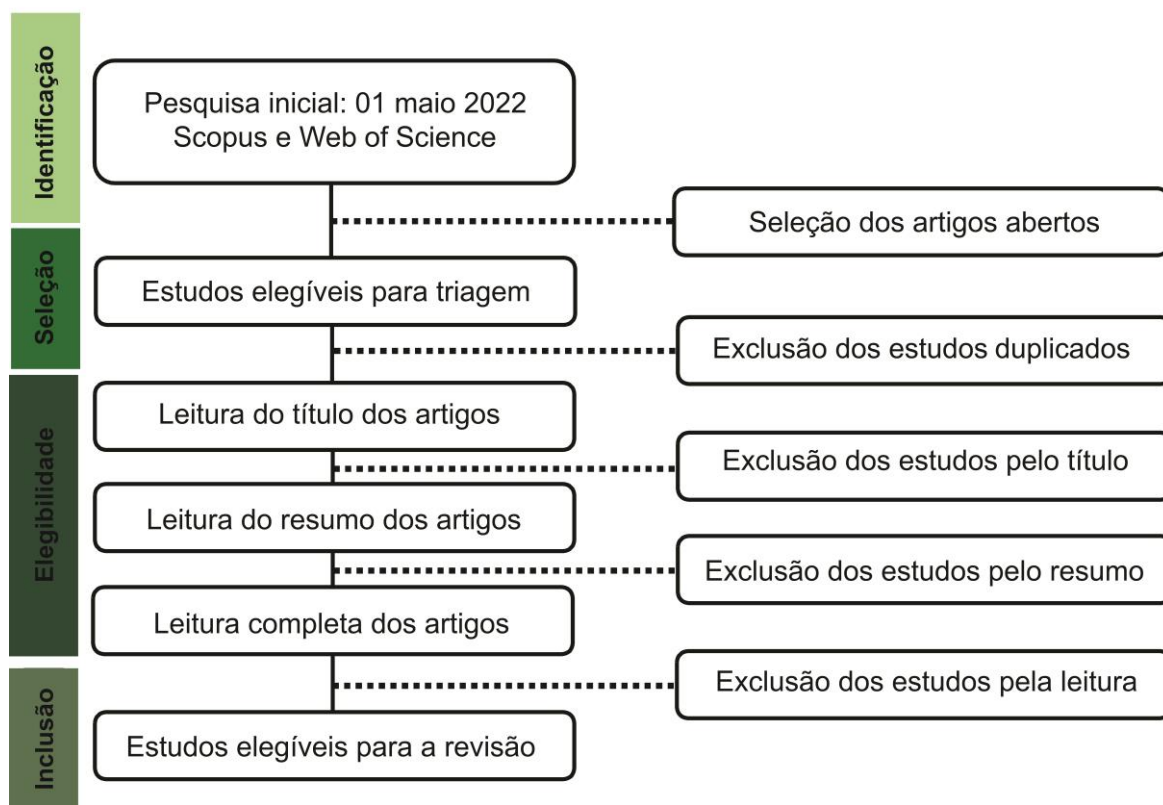 Identificação
Pesquisa inicial: 01 maio 2022
Scopus e Web of Science
Seleção dos artigos abertos
Seleção
Estudos elegíveis para triagem
Exclusão dos estudos duplicados
Elegibilidade
Leitura do título dos artigos
Exclusão dos estudos pelo título
Leitura do resumo dos artigos
Exclusão dos estudos pelo resumo
Leitura completa dos artigos
Exclusão dos estudos pela leitura
Inclusão
Estudos elegíveis para a revisão